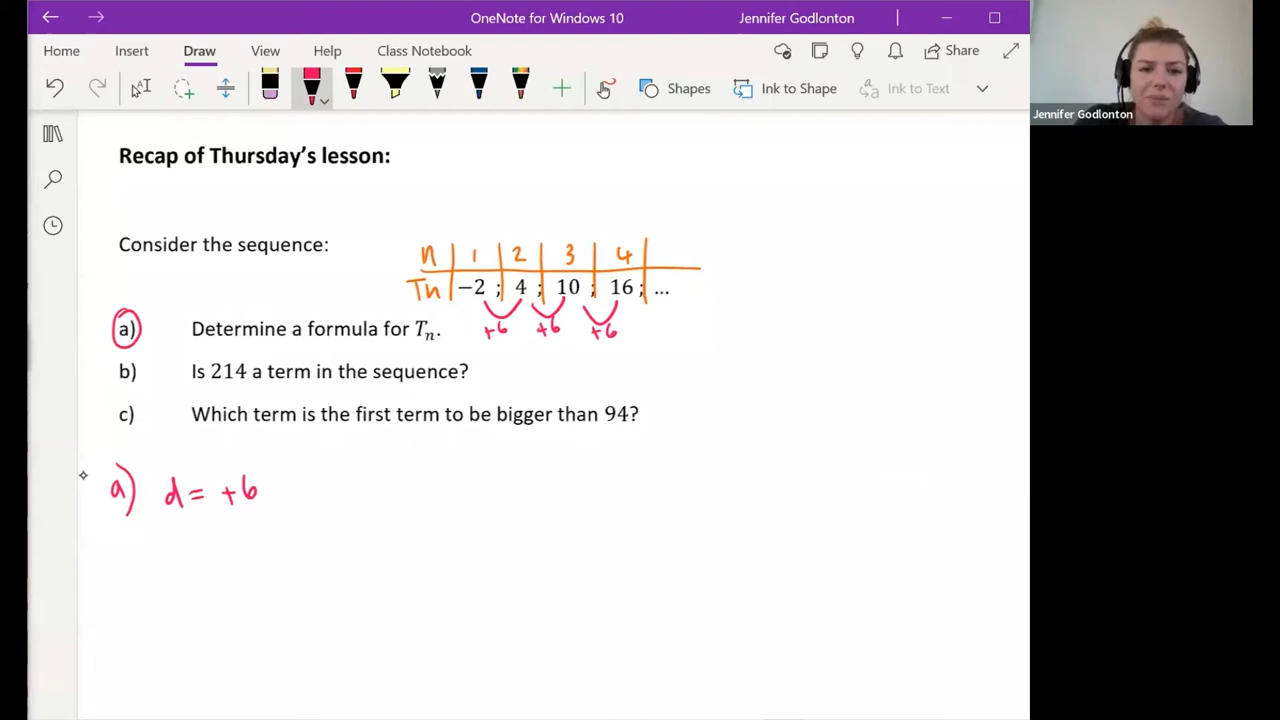 OneNote for Windows 10
Jennifer Godlonton
Home Insert Draw View Help Class Notebook Share
Shapes Ink to Shape Ink to Text
Jennifer Godlonton
Recap of Thursday's lesson:
Consider the sequence:
n 1 2 3 4
Tn −2 ; 4 ; 10 ; 16 ; ...
+6 +6 +6
a) Determine a formula for Tₙ.
b) Is 214 a term in the sequence?
c) Which term is the first term to be bigger than 94?
a) d = +6